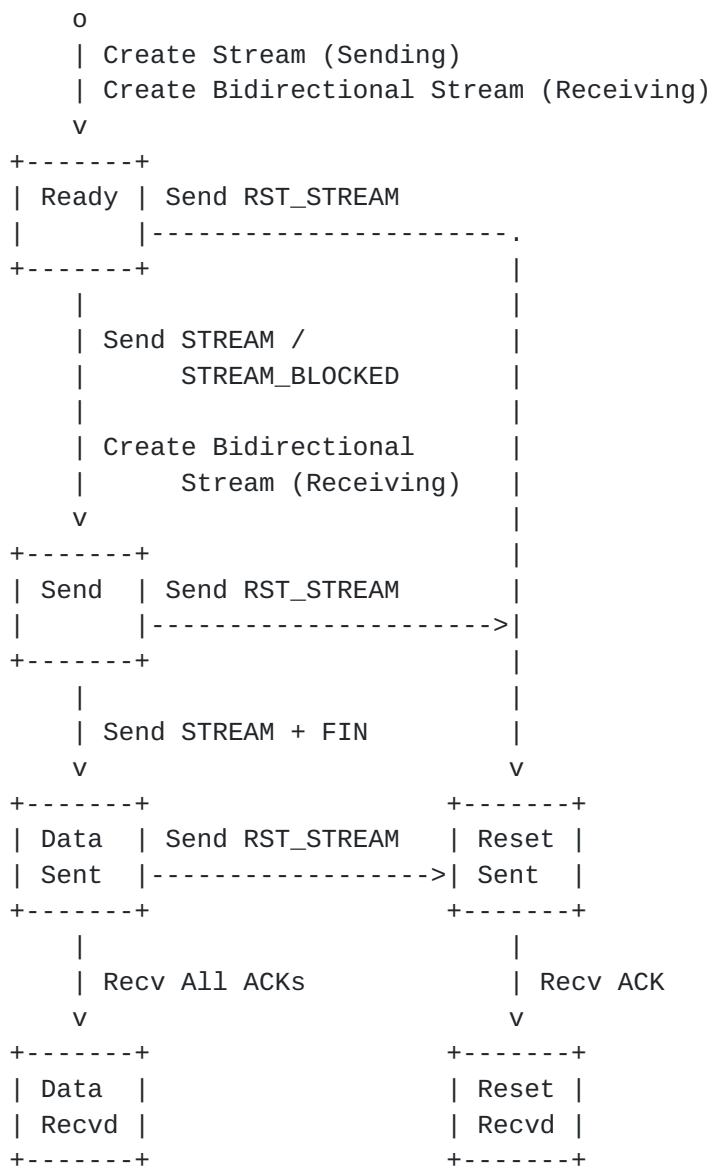 o
| Create Stream (Sending)
| Create Bidirectional Stream (Receiving)
v
+-------+
| Ready | Send RST_STREAM
|       |-----------------------.
+-------+                       |
    |                           |
    | Send STREAM /             |
    |      STREAM_BLOCKED       |
    |                           |
    | Create Bidirectional      |
    |      Stream (Receiving)   |
    v                           |
+-------+                       |
| Send  | Send RST_STREAM       |
|       |---------------------->|
+-------+                       |
    |                           |
    | Send STREAM + FIN         |
    v                           v
+-------+                   +-------+
| Data  | Send RST_STREAM   | Reset |
| Sent  |------------------>| Sent  |
+-------+                   +-------+
    |                           |
    | Recv All ACKs             | Recv ACK
    v                           v
+-------+                   +-------+
| Data  |                   | Reset |
| Recvd |                   | Recvd |
+-------+                   +-------+